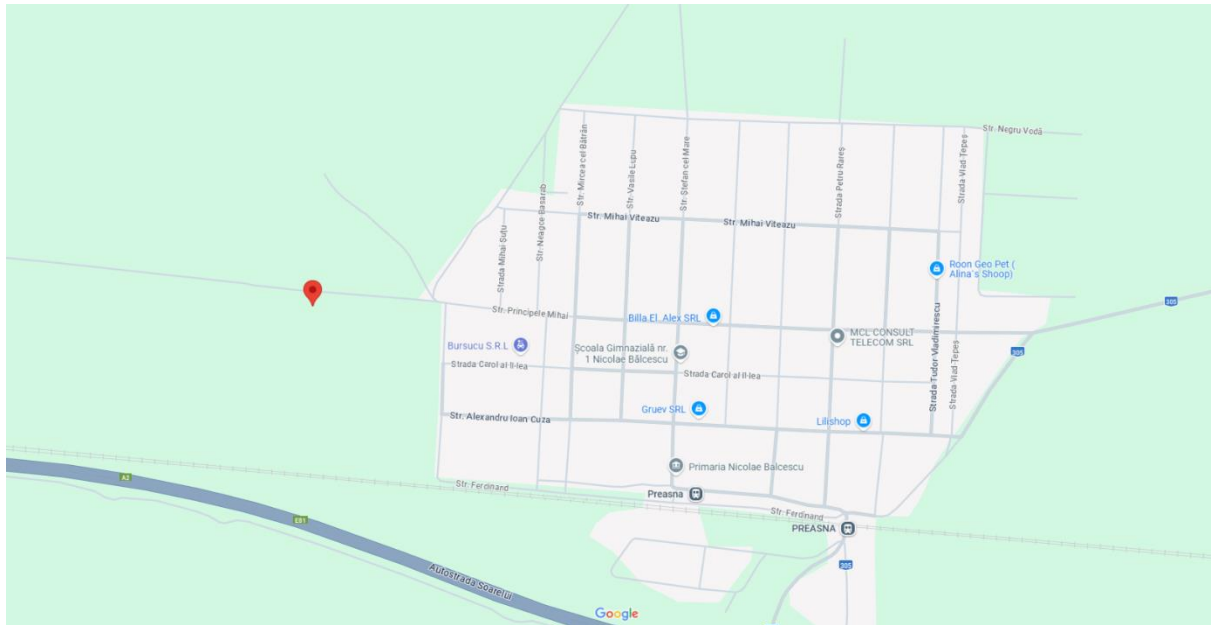 Str. Negru Vodă
Str. Mircea cel Bătrân
Str. Vasile Lupu
Str. Ștefan cel Mare
Strada Petru Rareș
Strada Vlad Țepeș
Str. Neagoe Basarab
Strada Mihai Șuțu
Str. Mihai Viteazu
Str. Mihai Viteazu
Roon Geo Pet (
Alina's Shoop)
305
Str. Principele Mihai
Billa El. Alex SRL
MCL CONSULT
TELECOM SRL
Strada Tudor Vladimirescu
Strada Vlad Țepeș
305
Bursucu S.R.L
Școala Gimnazială nr.
1 Nicolae Bălcescu
Strada Carol al II-lea
Strada Carol al II-lea
Gruev SRL
Lilishop
Str. Alexandru Ioan Cuza
Primaria Nicolae Balcescu
A2
Str. Ferdinand
Preasna
Str. Ferdinand
E81
PREASNA
305
Autostrada Soarelui
Google